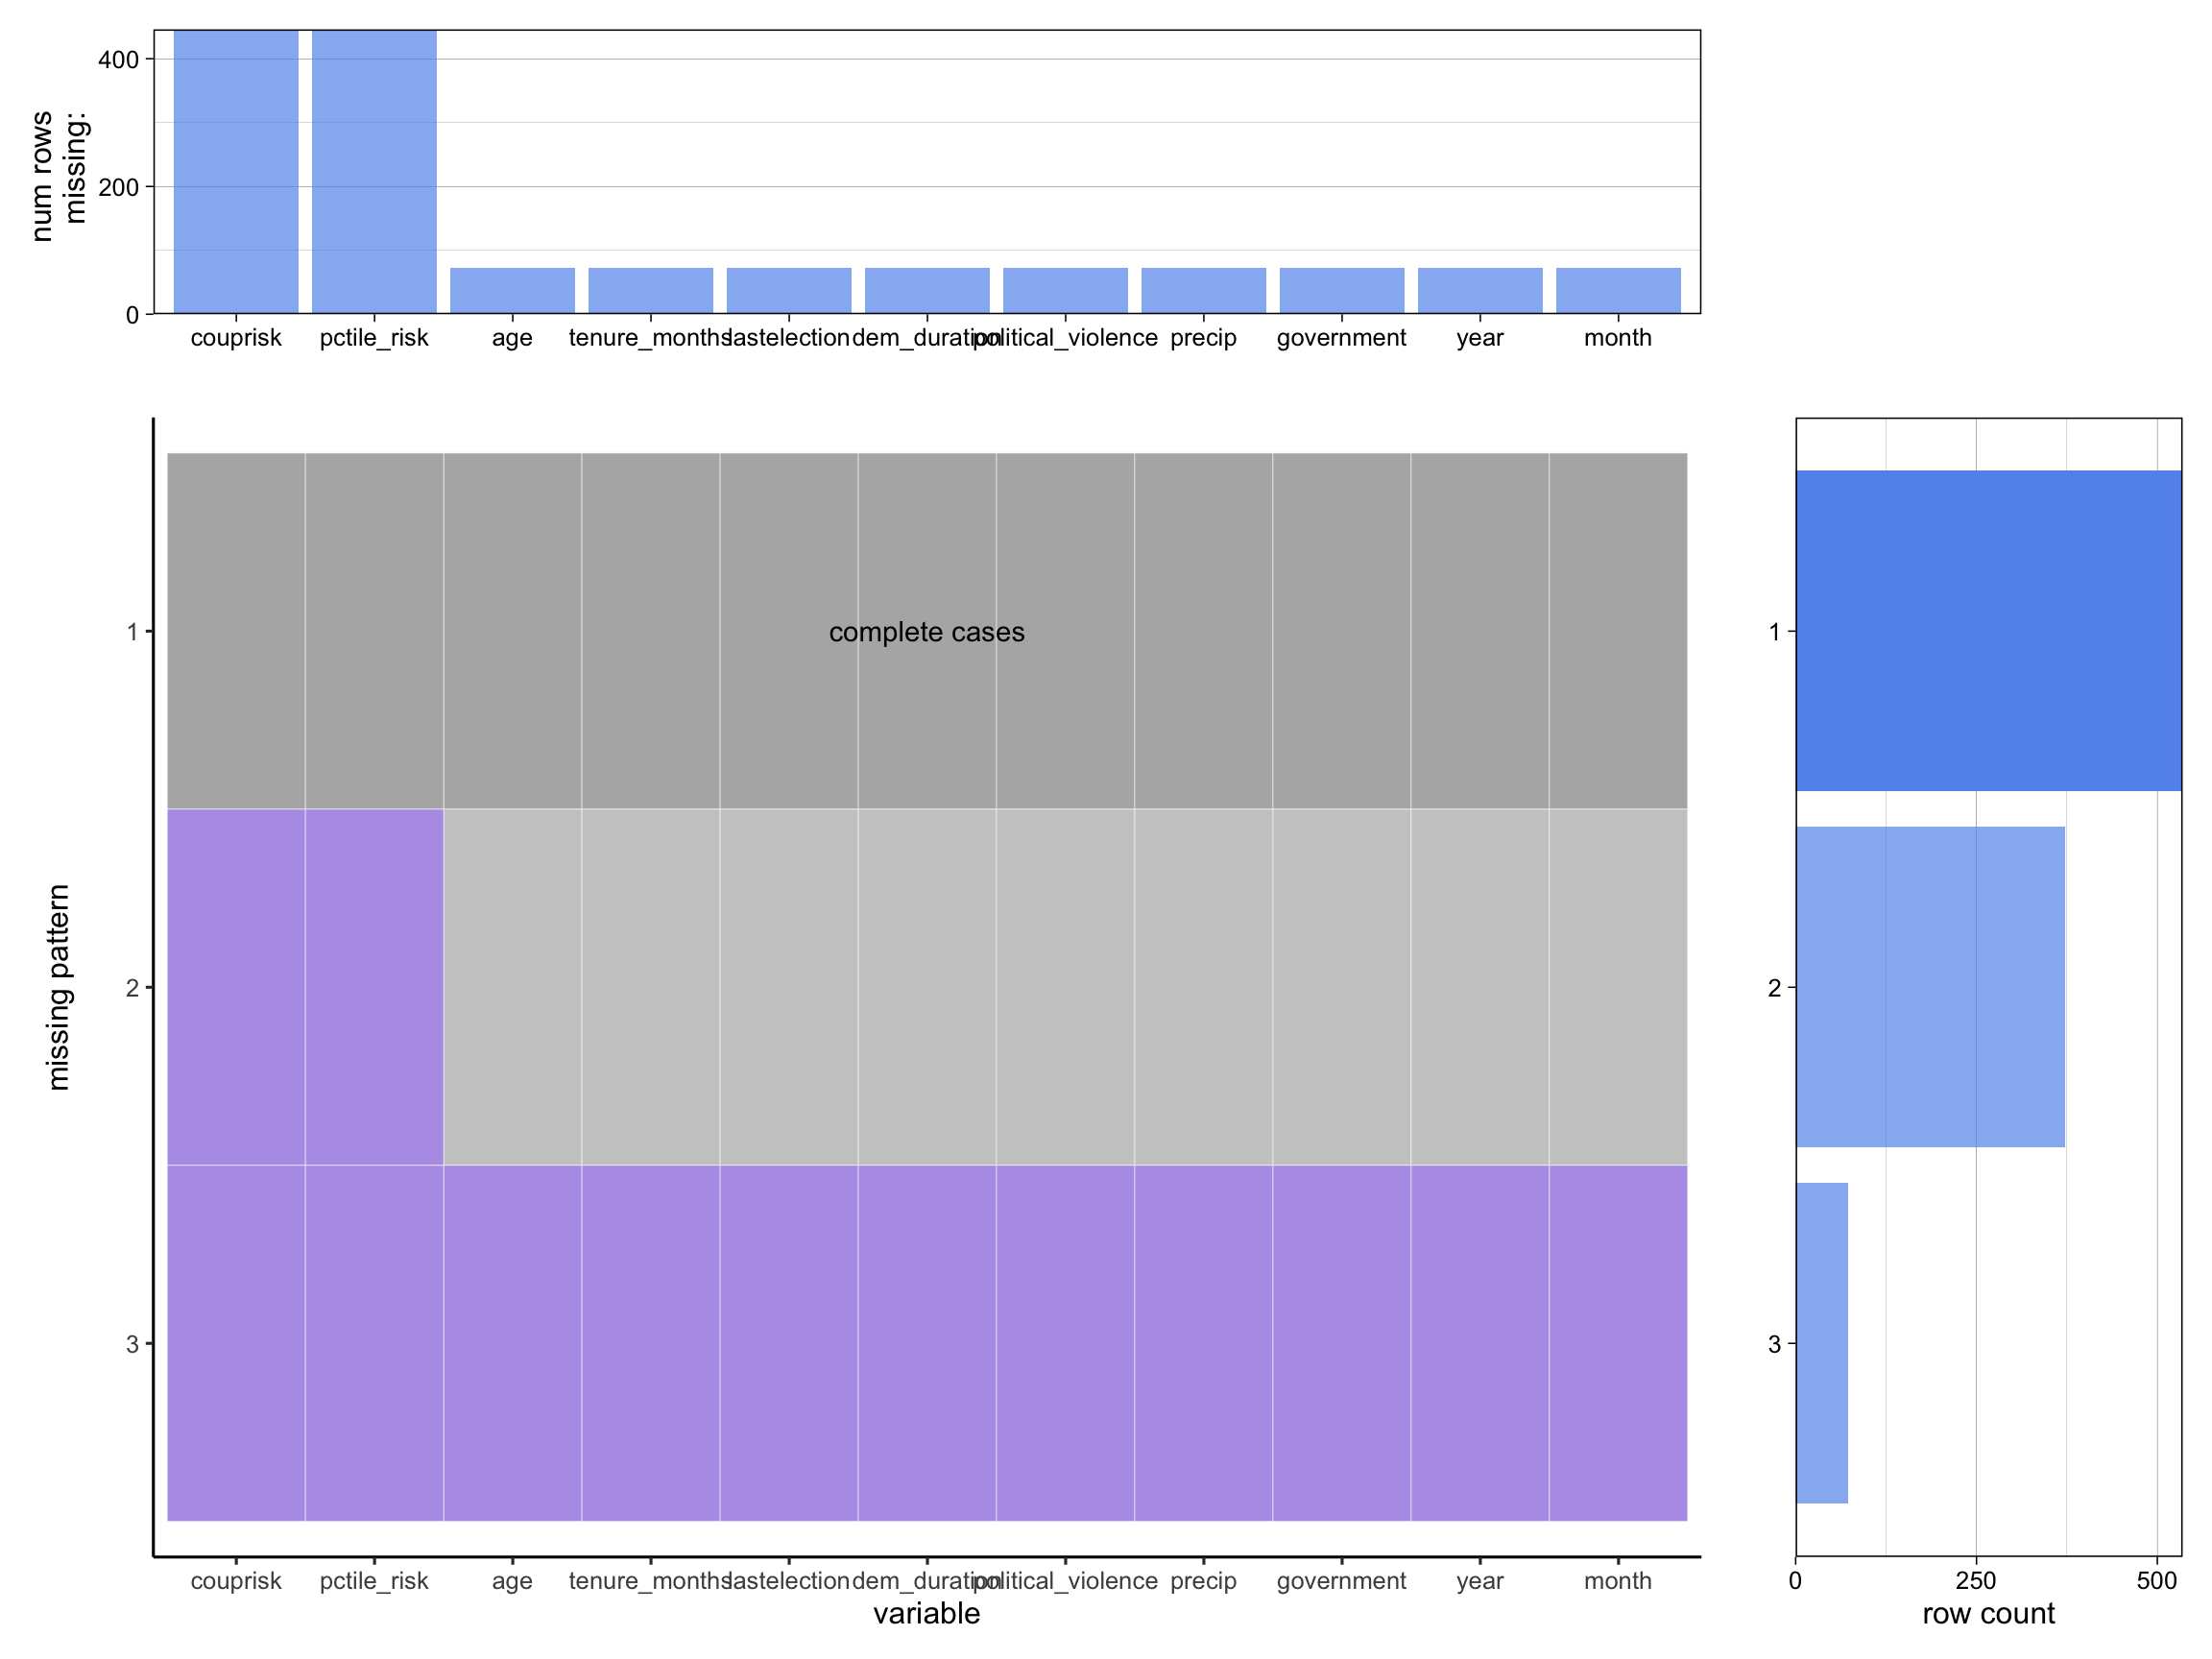 num rows
missing:
400
200
0
couprisk pctile_risk age tenure_months lastelection dem_duration political_violence precip government year month
missing pattern
1
complete cases
2
3
couprisk pctile_risk age tenure_months lastelection dem_duration political_violence precip government year month
variable
1
2
3
0 250 500
row count